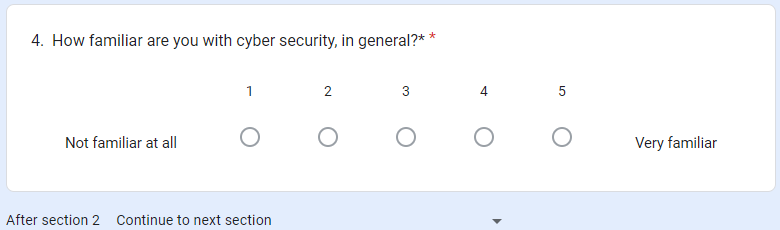 4. How familiar are you with cyber security, in general?* *
1 2 3 4 5
Not familiar at all Very familiar
After section 2 Continue to next section